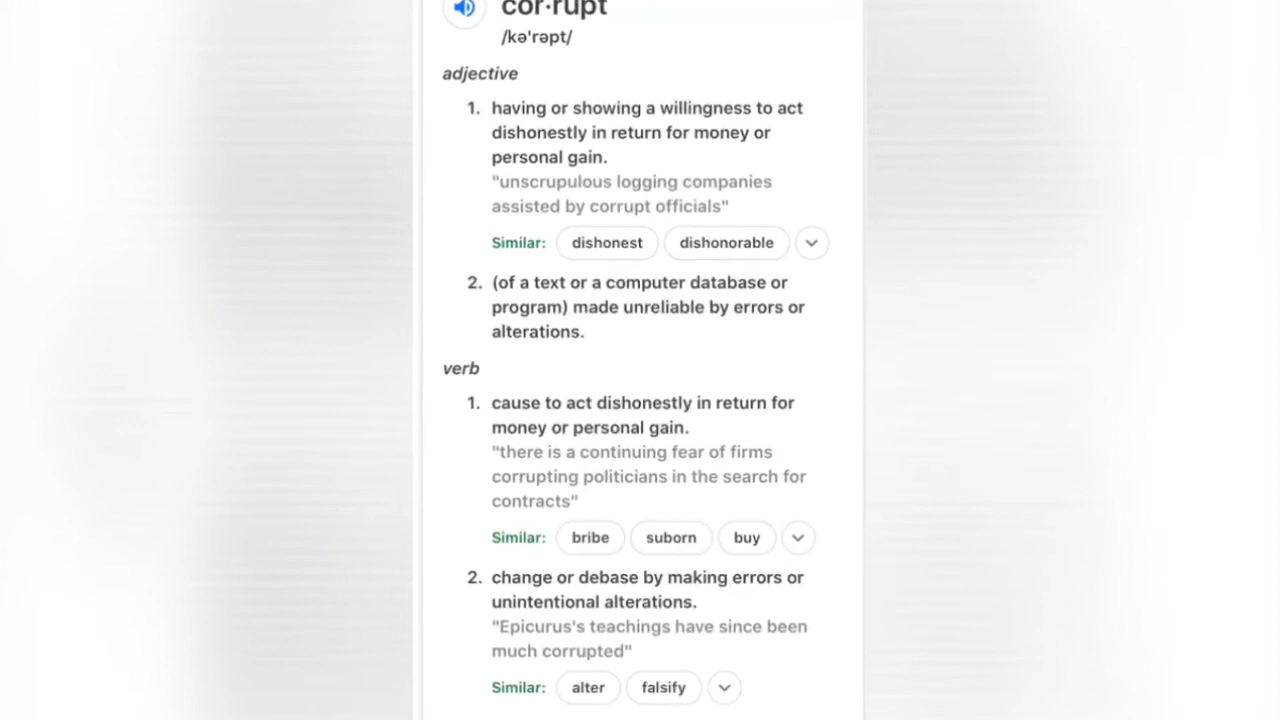 cor·rupt
/kə'rəpt/
adjective
1. having or showing a willingness to act
dishonestly in return for money or
personal gain.
"unscrupulous logging companies
assisted by corrupt officials"
Similar: dishonest dishonorable
2. (of a text or a computer database or
program) made unreliable by errors or
alterations.
verb
1. cause to act dishonestly in return for
money or personal gain.
"there is a continuing fear of firms
corrupting politicians in the search for
contracts"
Similar: bribe suborn buy
2. change or debase by making errors or
unintentional alterations.
"Epicurus's teachings have since been
much corrupted"
Similar: alter falsify